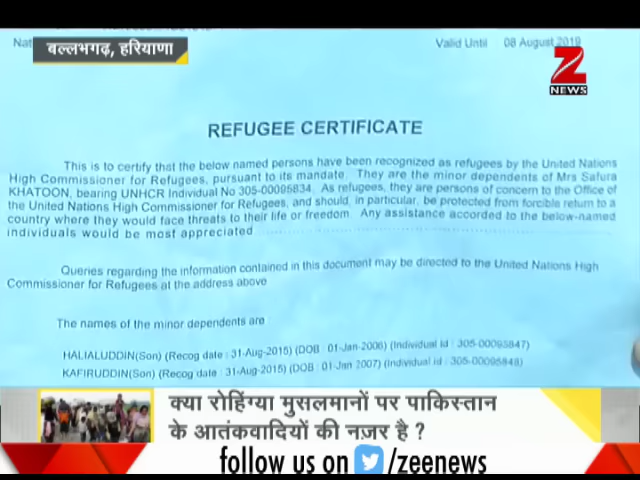 Nat
बल्लभगढ़, हरियाणा
Valid Until 08 August 2019
Z
NEWS
REFUGEE CERTIFICATE
This is to certify that the below named persons have been recognized as refugees by the United Nations
High Commissioner for Refugees, pursuant to its mandate. They are the minor dependents of Mrs Safura
KHATOON, bearing UNHCR Individual No 305-00095834. As refugees, they are persons of concern to the Office of
the United Nations High Commissioner for Refugees, and should, in particular, be protected from forcible return to a
country where they would face threats to their life or freedom. Any assistance accorded to the below-named
individuals would be most appreciated
Queries regarding the information contained in this document may be directed to the United Nations High
Commissioner for Refugees at the address above
The names of the minor dependents are
HALIALUDDIN(Son) (Recog date : 31-Aug-2015) (DOB : 01-Jan-2006) (Individual id : 305-00095847)
KAFIRUDDIN(Son) (Recog date : 31-Aug-2015) (DOB : 01-Jan 2007) (Individual id : 305-00095848)
क्या रोहिंग्या मुसलमानों पर पाकिस्तान
के आतंकवादियों की नज़र है ?
follow us on /zeenews